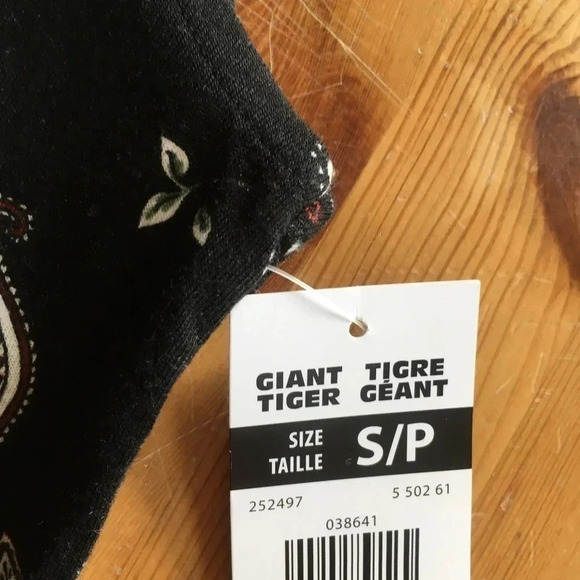 GIANT TIGER
TIGRE GÉANT
SIZE TAILLE S/P
252497 5 502 61
038641